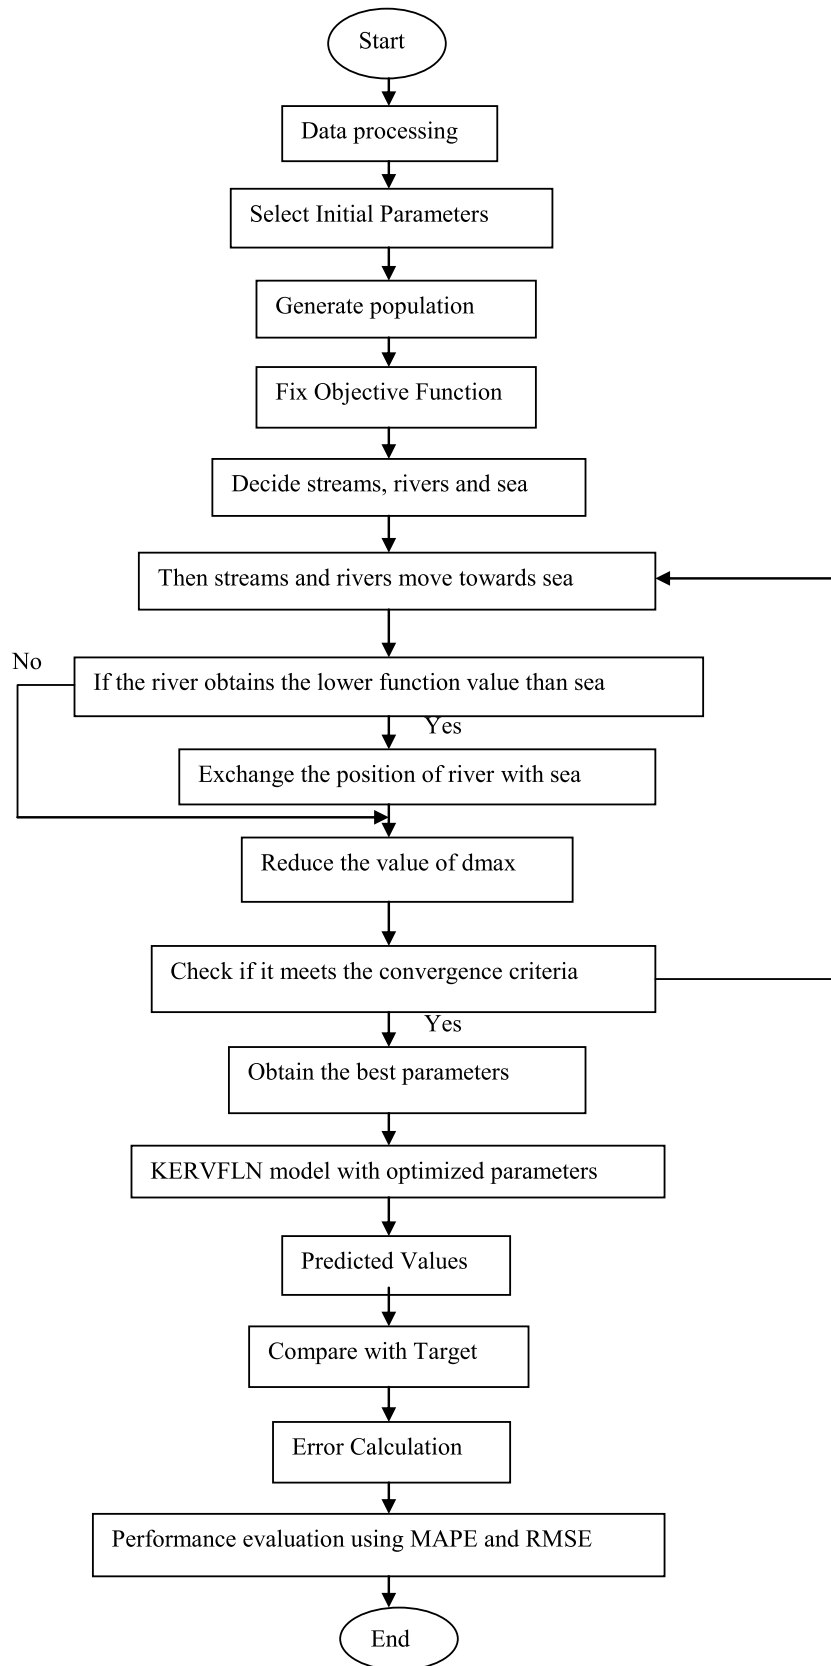 Start
Data processing
Select Initial Parameters
Generate population
Fix Objective Function
Decide streams, rivers and sea
Then streams and rivers move towards sea
No
If the river obtains the lower function value than sea
Yes
Exchange the position of river with sea
Reduce the value of dmax
Check if it meets the convergence criteria
Yes
Obtain the best parameters
KERVFLN model with optimized parameters
Predicted Values
Compare with Target
Error Calculation
Performance evaluation using MAPE and RMSE
End